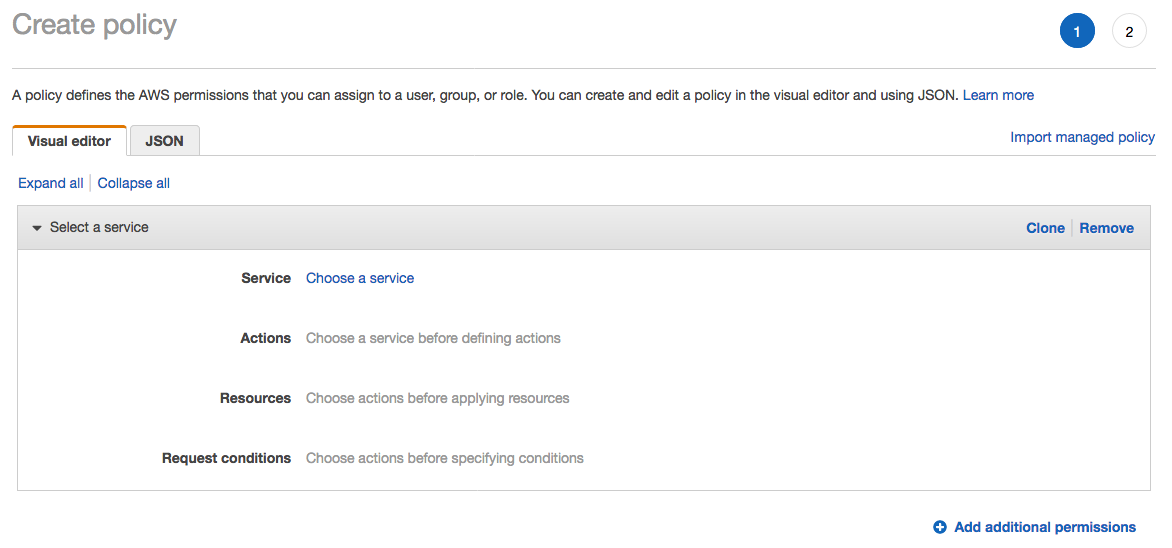 Create policy
1 2
A policy defines the AWS permissions that you can assign to a user, group, or role. You can create and edit a policy in the visual editor and using JSON. Learn more
Visual editor JSON Import managed policy
Expand all Collapse all
Select a service Clone Remove
Service Choose a service
Actions Choose a service before defining actions
Resources Choose actions before applying resources
Request conditions Choose actions before specifying conditions
Add additional permissions